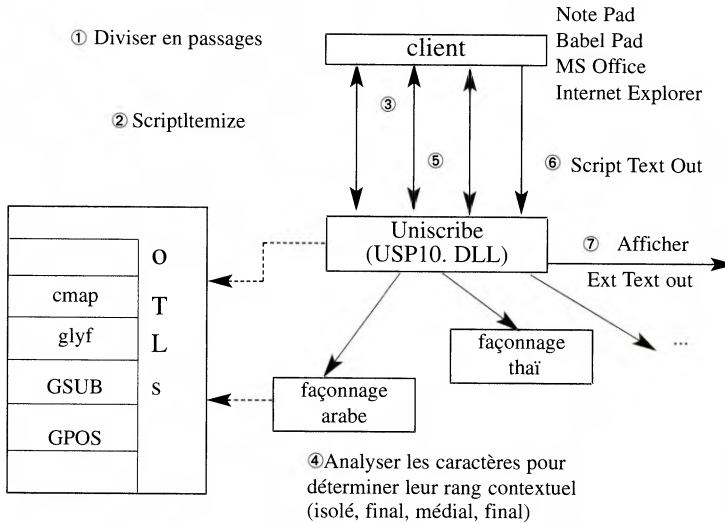 ① Diviser en passages
client
Note Pad
Babel Pad
MS Office
Internet Explorer
② ScriptItemize
③
⑤
⑥ Script Text Out
Uniscribe
(USP10. DLL)
⑦ Afficher
Ext Text out
O
T
L
s
cmap
glyf
GSUB
GPOS
façonnage
arabe
façonnage
thaï
...
④Analyser les caractères pour
déterminer leur rang contextuel
(isolé, final, médial, final)